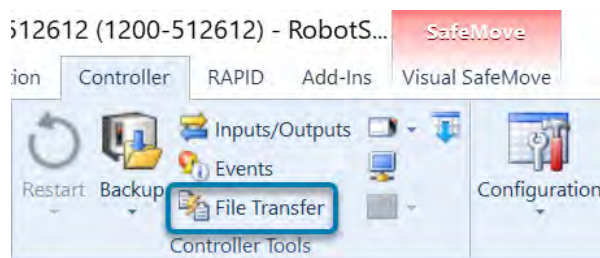 512612 (1200-512612) - RobotS... SafeMove
ion Controller RAPID Add-Ins Visual SafeMove
Inputs/Outputs
Events
Restart Backup File Transfer Configuration
Controller Tools